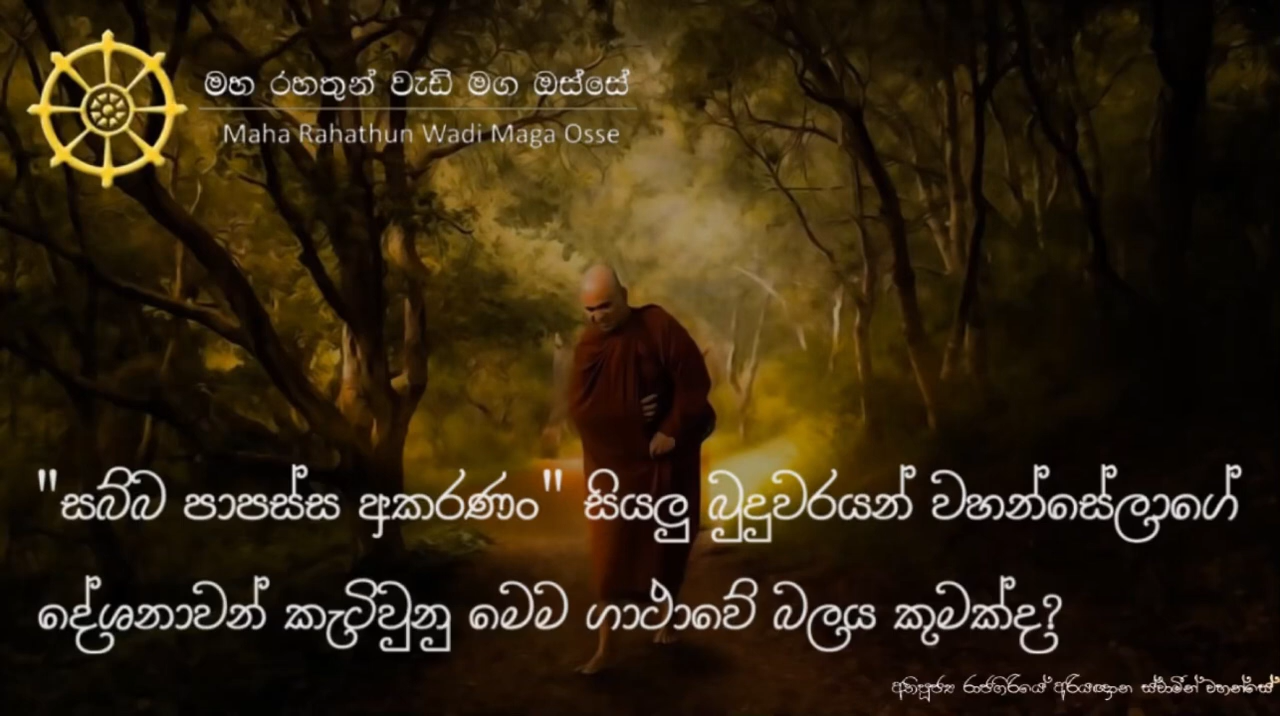 මහ රහතුන් වැඩි මග ඔස්සේ
Maha Rahathun Wadi Maga Osse
"සබ්බ පාපස්ස අකරණං" සියලු බුදුවරයන් වහන්සේලාගේ
දේශනාවන් කැටිවුනු මෙම ගාථාවේ බලය කුමක්ද?
අතිපූජ්‍ය රාජගිරියේ අරියඥාන ස්වාමීන් වහන්සේ